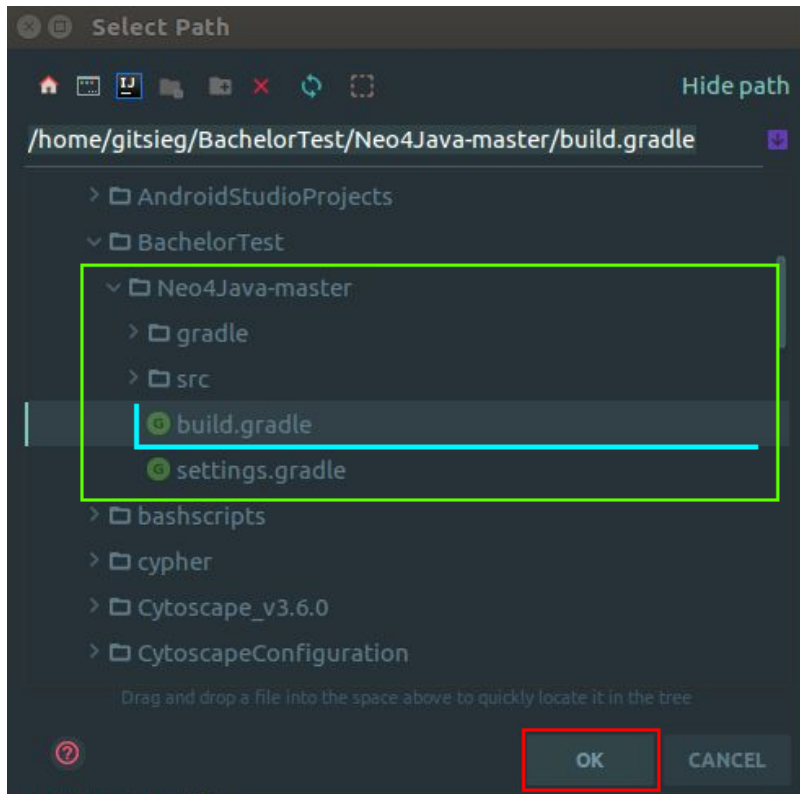 Select Path
IJ
Hide path
/home/gitsieg/BachelorTest/Neo4Java-master/build.gradle
AndroidStudioProjects
BachelorTest
Neo4Java-master
gradle
src
G build.gradle
G settings.gradle
bashscripts
cypher
Cytoscape_v3.6.0
CytoscapeConfiguration
Drag and drop a file into the space above to quickly locate it in the tree
? OK CANCEL